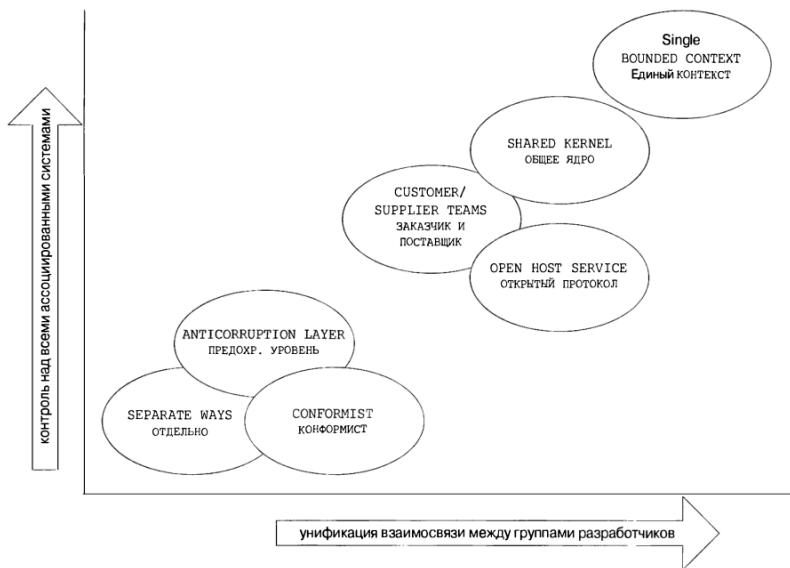 Single
BOUNDED CONTEXT
Единый КОНТЕКСТ
SHARED KERNEL
ОБЩЕЕ ЯДРО
CUSTOMER/
SUPPLIER TEAMS
ЗАКАЗЧИК И
ПОСТАВЩИК
OPEN HOST SERVICE
ОТКРЫТЫЙ ПРОТОКОЛ
ANTICORRUPTION LAYER
ПРЕДОХР. УРОВЕНЬ
SEPARATE WAYS
ОТДЕЛЬНО
CONFORMIST
КОНФОРМИСТ
контроль над всеми ассоциированными системами
унификация взаимосвязи между группами разработчиков